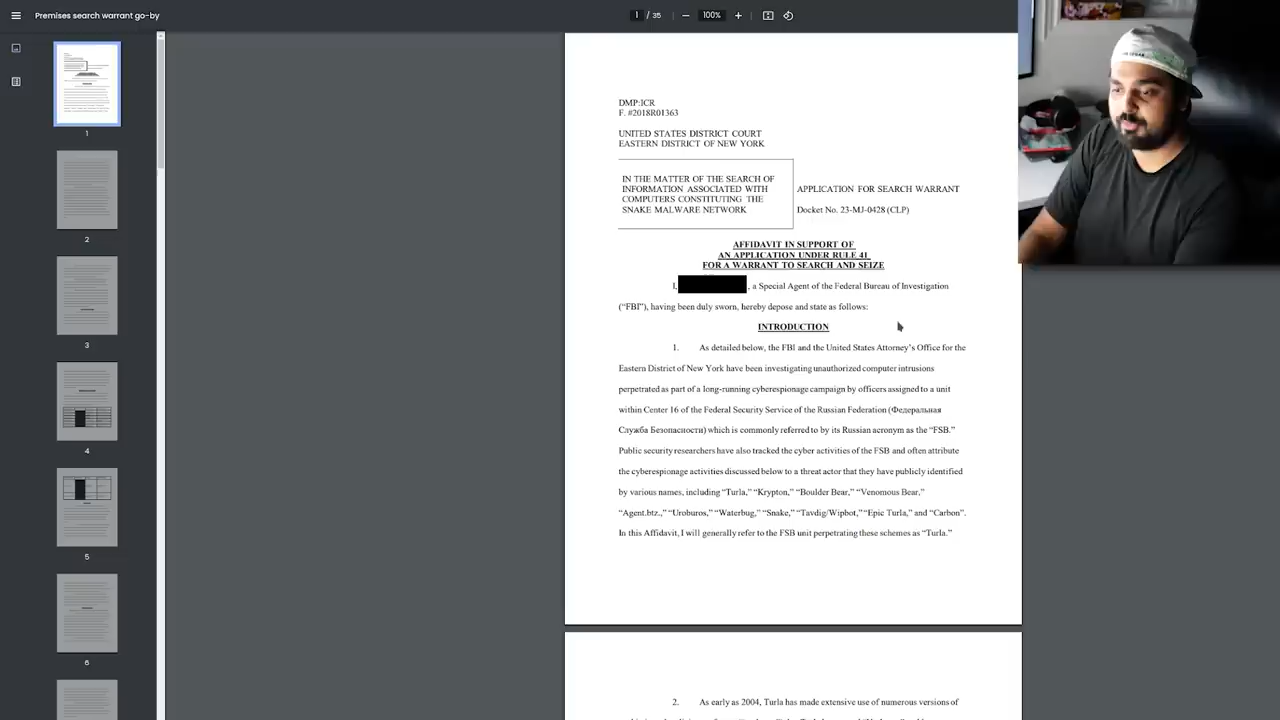 Premises search warrant go-by
1 / 35
100%
1
2
3
4
5
6
DMP:ICR
F. #2018R01363
UNITED STATES DISTRICT COURT
EASTERN DISTRICT OF NEW YORK
IN THE MATTER OF THE SEARCH OF
INFORMATION ASSOCIATED WITH
COMPUTERS CONSTITUTING THE
SNAKE MALWARE NETWORK
APPLICATION FOR SEARCH WARRANT
Docket No. 23-MJ-0428 (CLP)
AFFIDAVIT IN SUPPORT OF
AN APPLICATION UNDER RULE 41
FOR A WARRANT TO SEARCH AND SEIZE
I, , a Special Agent of the Federal Bureau of Investigation
(“FBI”), having been duly sworn, hereby depose and state as follows:
INTRODUCTION
1. As detailed below, the FBI and the United States Attorney’s Office for the
Eastern District of New York have been investigating unauthorized computer intrusions
perpetrated as part of a long-running cyberespionage campaign by officers assigned to a unit
within Center 16 of the Federal Security Service of the Russian Federation (Федеральная
Служба Безопасности) which is commonly referred to by its Russian acronym as the “FSB.”
Public security researchers have also tracked the cyber activities of the FSB and often attribute
the cyberespionage activities discussed below to a threat actor that they have publicly identified
by various names, including “Turla,” “Krypton,” “Boulder Bear,” “Venomous Bear,”
“Agent.btz.,” “Uroburos,” “Waterbug,” “Snake,” “Tavdig/Wipbot,” “Epic Turla,” and “Carbon”.
In this Affidavit, I will generally refer to the FSB unit perpetrating these schemes as “Turla.”
2. As early as 2004, Turla has made extensive use of numerous versions of